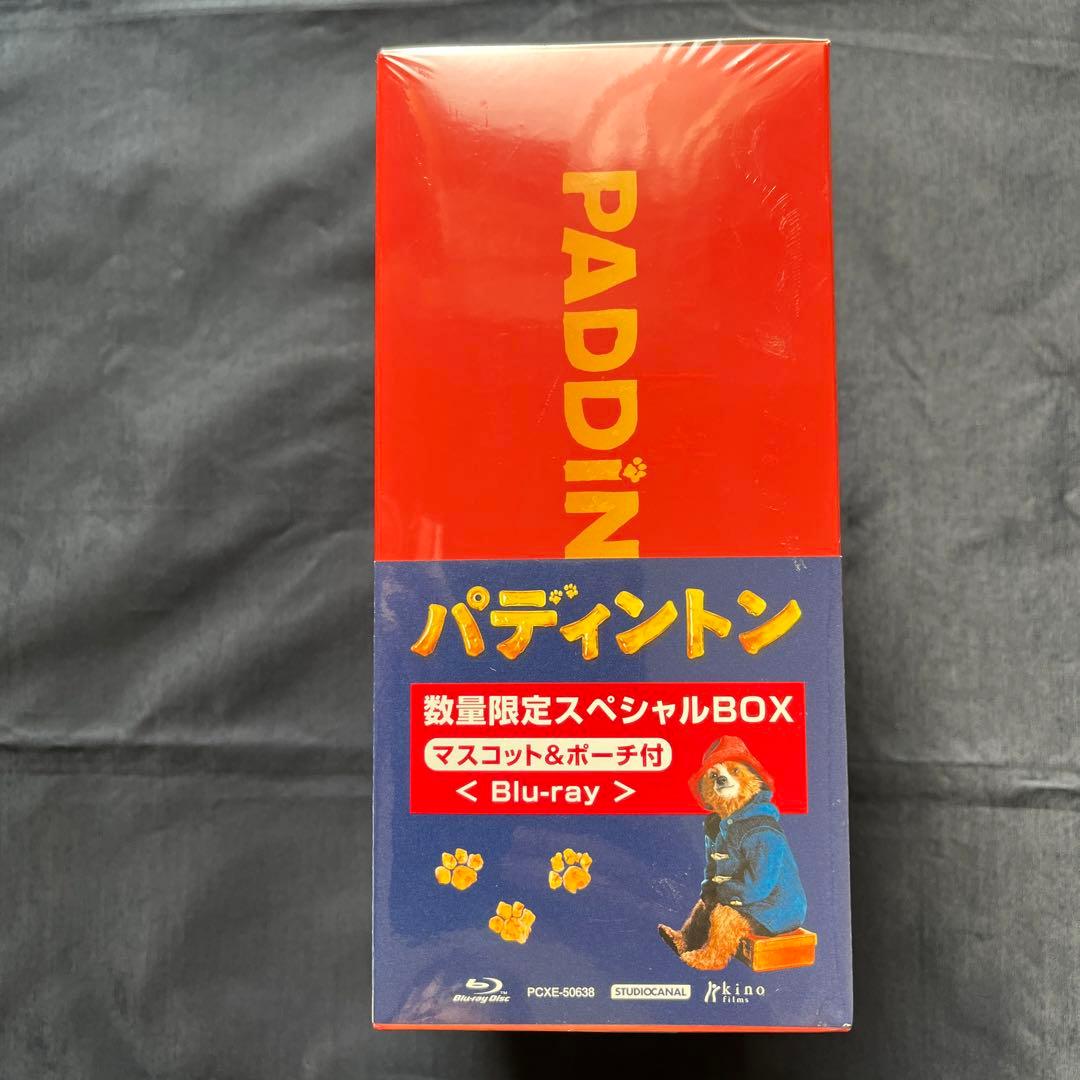 PADDiN
パディントン
数量限定スペシャルBOX
マスコット&ポーチ付
< Blu-ray >
Blu-ray Disc™
PCXE-50638
STUDIOCANAL
kino
films